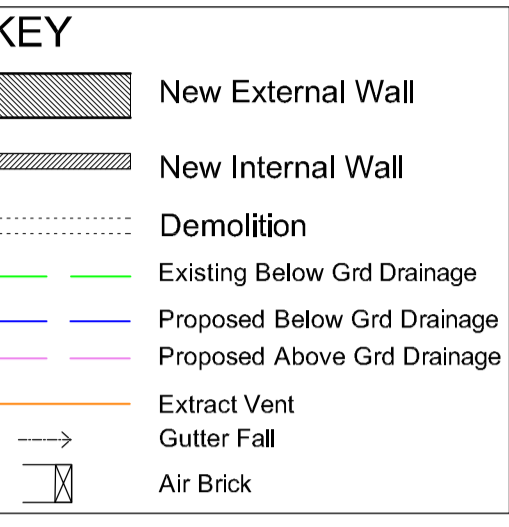 KEY
New External Wall
New Internal Wall
Demolition
Existing Below Grd Drainage
Proposed Below Grd Drainage
Proposed Above Grd Drainage
Extract Vent
Gutter Fall
Air Brick